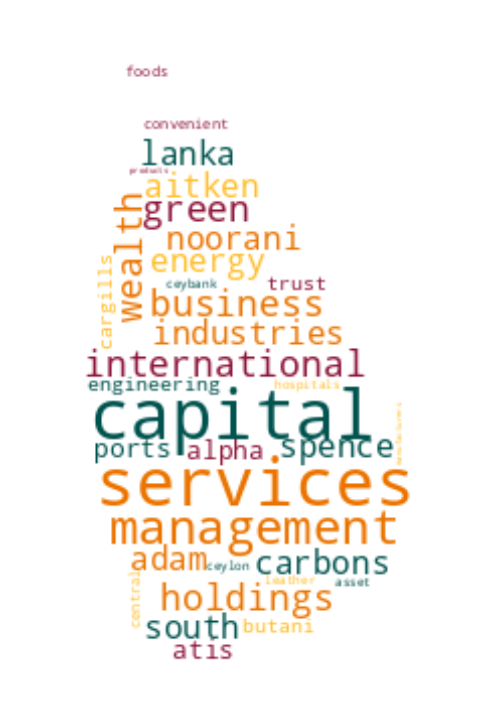 foods
convenient
lanka
products
aitken
wealth
green
noorani
cargills
energy
ceybank
trust
business
industries
international
engineering
hospitals
capital
manufacturers
ports
alpha
spence
services
management
adam
ceylon
carbons
central
leather
asset
holdings
south
butani
atis